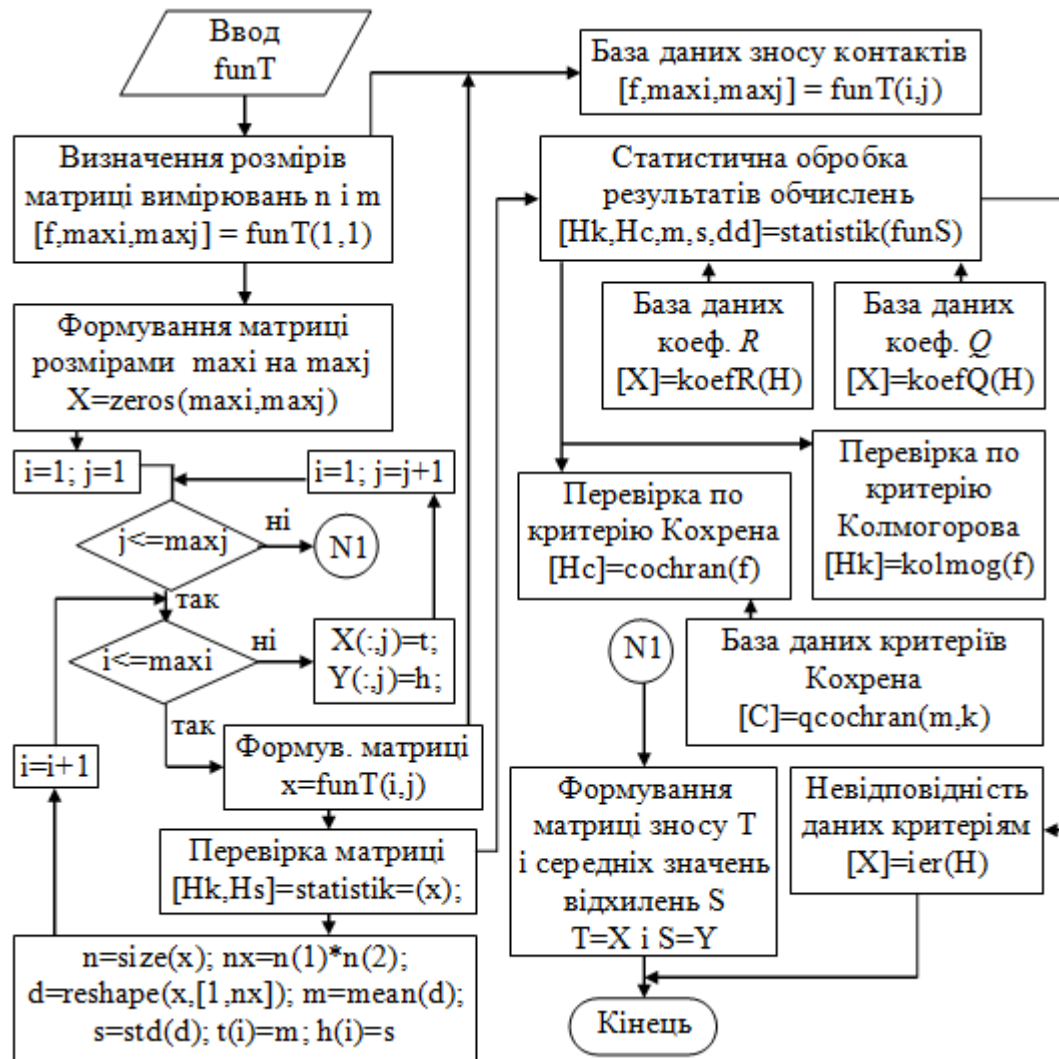 Ввод
funT
База даних зносу контактів
[f,maxi,maxj] = funT(i,j)
Визначення розмірів
матриці вимірювань n і m
[f,maxi,maxj] = funT(1,1)
Статистична обробка
результатів обчислень
[Hk,Hc,m,s,dd]=statistik(funS)
База даних
коеф. R
[X]=koefR(H)
База даних
коеф. Q
[X]=koefQ(H)
Формування матриці
розмірами maxi на maxj
X=zeros(maxi,maxj)
i=1; j=1
i=1; j=j+1
j<=maxj
ні
N1
так
i<=maxi
ні
X(:,j)=t;
Y(:,j)=h;
так
i=i+1
Формув. матриці
x=funT(i,j)
Перевірка матриці
[Hk,Hs]=statistik=(x);
n=size(x); nx=n(1)*n(2);
d=reshape(x,[1,nx]); m=mean(d);
s=std(d); t(i)=m; h(i)=s
Перевірка по
критерію Кохрена
[Hc]=cochran(f)
Перевірка по
критерію
Колмогорова
[Hk]=kolmog(f)
База даних критеріїв
Кохрена
[C]=qcochran(m,k)
N1
Формування
матриці зносу T
і середніх значень
відхилень S
T=X і S=Y
Невідповідність
даних критеріям
[X]=ier(H)
Кінець